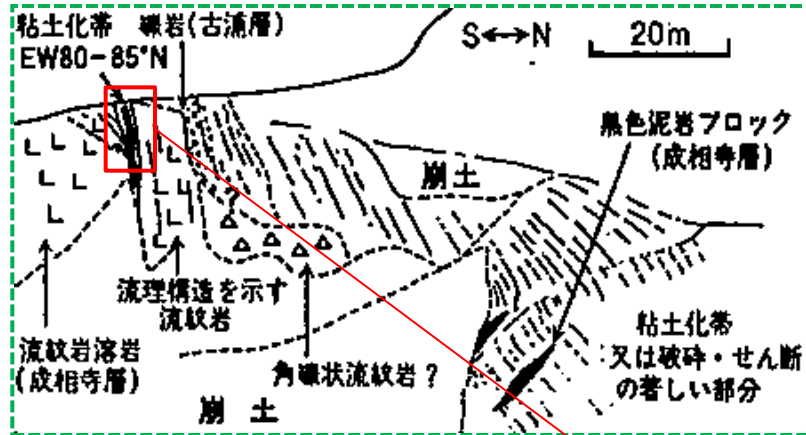 粘土化帯 礫岩(古浦層)
EW80-85°N
S↔N
20m
黒色泥岩ブロック
(成相寺層)
崩土
流理構造を示す
流紋岩
流紋岩溶岩
(成相寺層)
角礫状流紋岩?
崩土
粘土化帯
又は破砕・せん断
の著しい部分